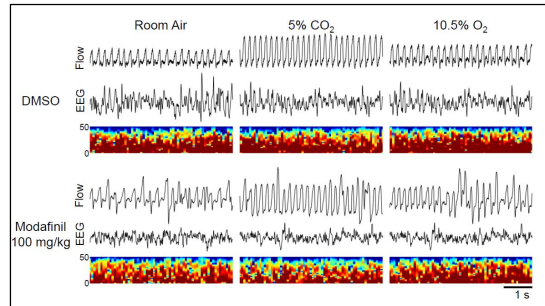 Room Air 5% CO₂ 10.5% O₂
Flow
DMSO
EEG
50
0
Flow
Modafinil
100 mg/kg
EEG
50
0
1 s